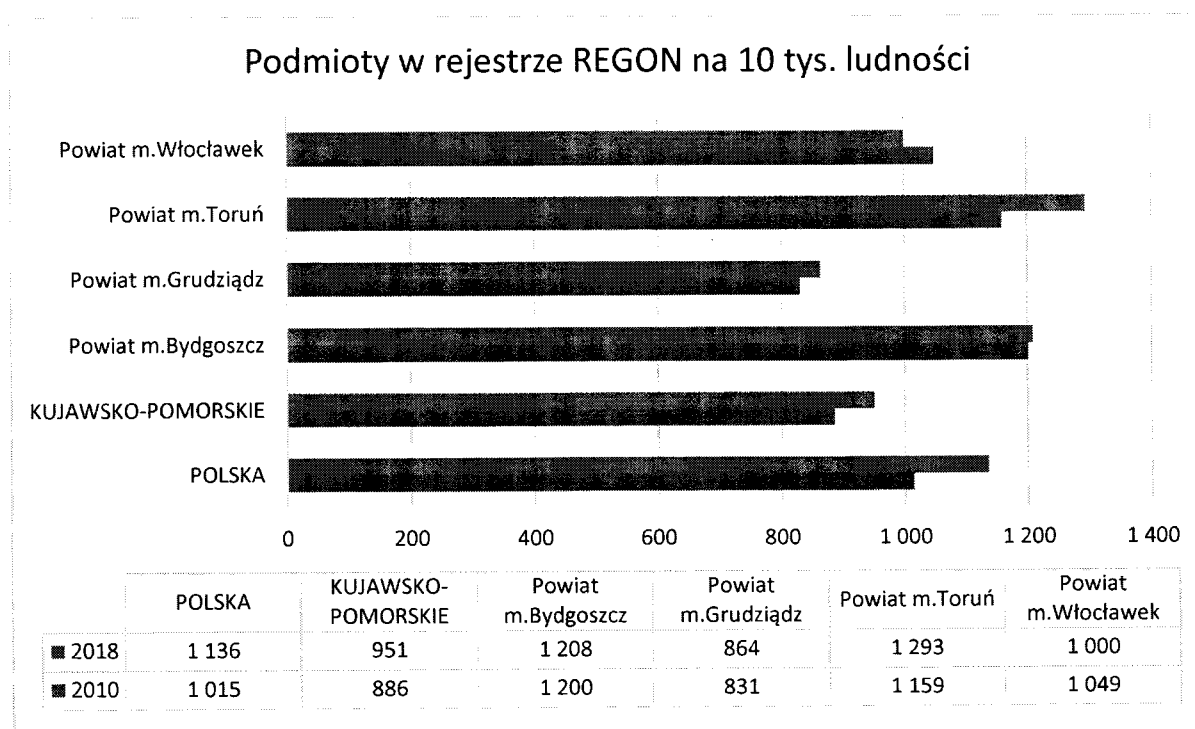 Podmioty w rejestrze REGON na 10 tys. ludności
Powiat m.Włocławek
Powiat m.Toruń
Powiat m.Grudziądz
Powiat m.Bydgoszcz
KUJAWSKO-POMORSKIE
POLSKA
0 200 400 600 800 1 000 1 200 1 400
POLSKA KUJAWSKO-POMORSKIE Powiat m.Bydgoszcz Powiat m.Grudziądz Powiat m.Toruń Powiat m.Włocławek
2018 1 136 951 1 208 864 1 293 1 000
2010 1 015 886 1 200 831 1 159 1 049